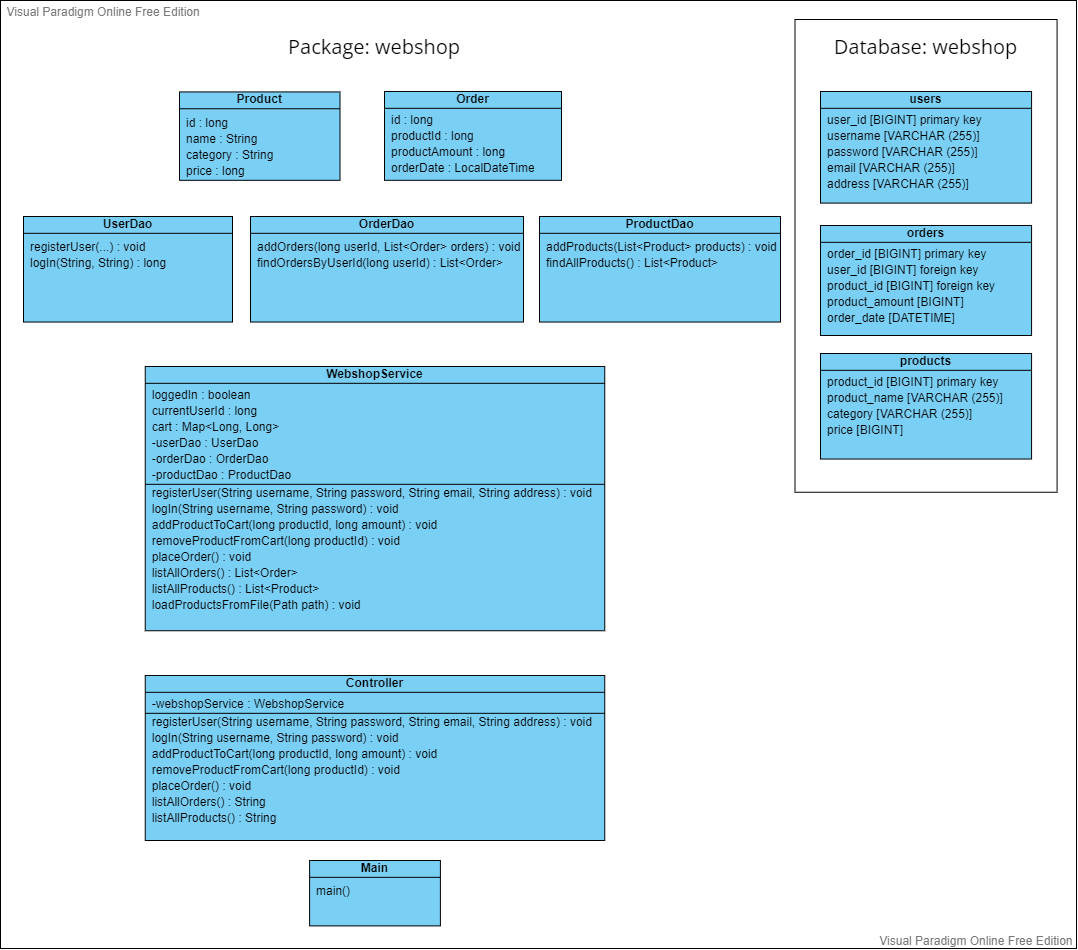 Visual Paradigm Online Free Edition
Package: webshop
Database: webshop
Product
id : long
name : String
category : String
price : long
Order
id : long
productId : long
productAmount : long
orderDate : LocalDateTime
users
user_id [BIGINT] primary key
username [VARCHAR (255)]
password [VARCHAR (255)]
email [VARCHAR (255)]
address [VARCHAR (255)]
UserDao
registerUser(...) : void
logIn(String, String) : long
OrderDao
addOrders(long userId, List<Order> orders) : void
findOrdersByUserId(long userId) : List<Order>
ProductDao
addProducts(List<Product> products) : void
findAllProducts() : List<Product>
orders
order_id [BIGINT] primary key
user_id [BIGINT] foreign key
product_id [BIGINT] foreign key
product_amount [BIGINT]
order_date [DATETIME]
products
product_id [BIGINT] primary key
product_name [VARCHAR (255)]
category [VARCHAR (255)]
price [BIGINT]
WebshopService
loggedIn : boolean
currentUserId : long
cart : Map<Long, Long>
-userDao : UserDao
-orderDao : OrderDao
-productDao : ProductDao
registerUser(String username, String password, String email, String address) : void
logIn(String username, String password) : void
addProductToCart(long productId, long amount) : void
removeProductFromCart(long productId) : void
placeOrder() : void
listAllOrders() : List<Order>
listAllProducts() : List<Product>
loadProductsFromFile(Path path) : void
Controller
-webshopService : WebshopService
registerUser(String username, String password, String email, String address) : void
logIn(String username, String password) : void
addProductToCart(long productId, long amount) : void
removeProductFromCart(long productId) : void
placeOrder() : void
listAllOrders() : String
listAllProducts() : String
Main
main()
Visual Paradigm Online Free Edition